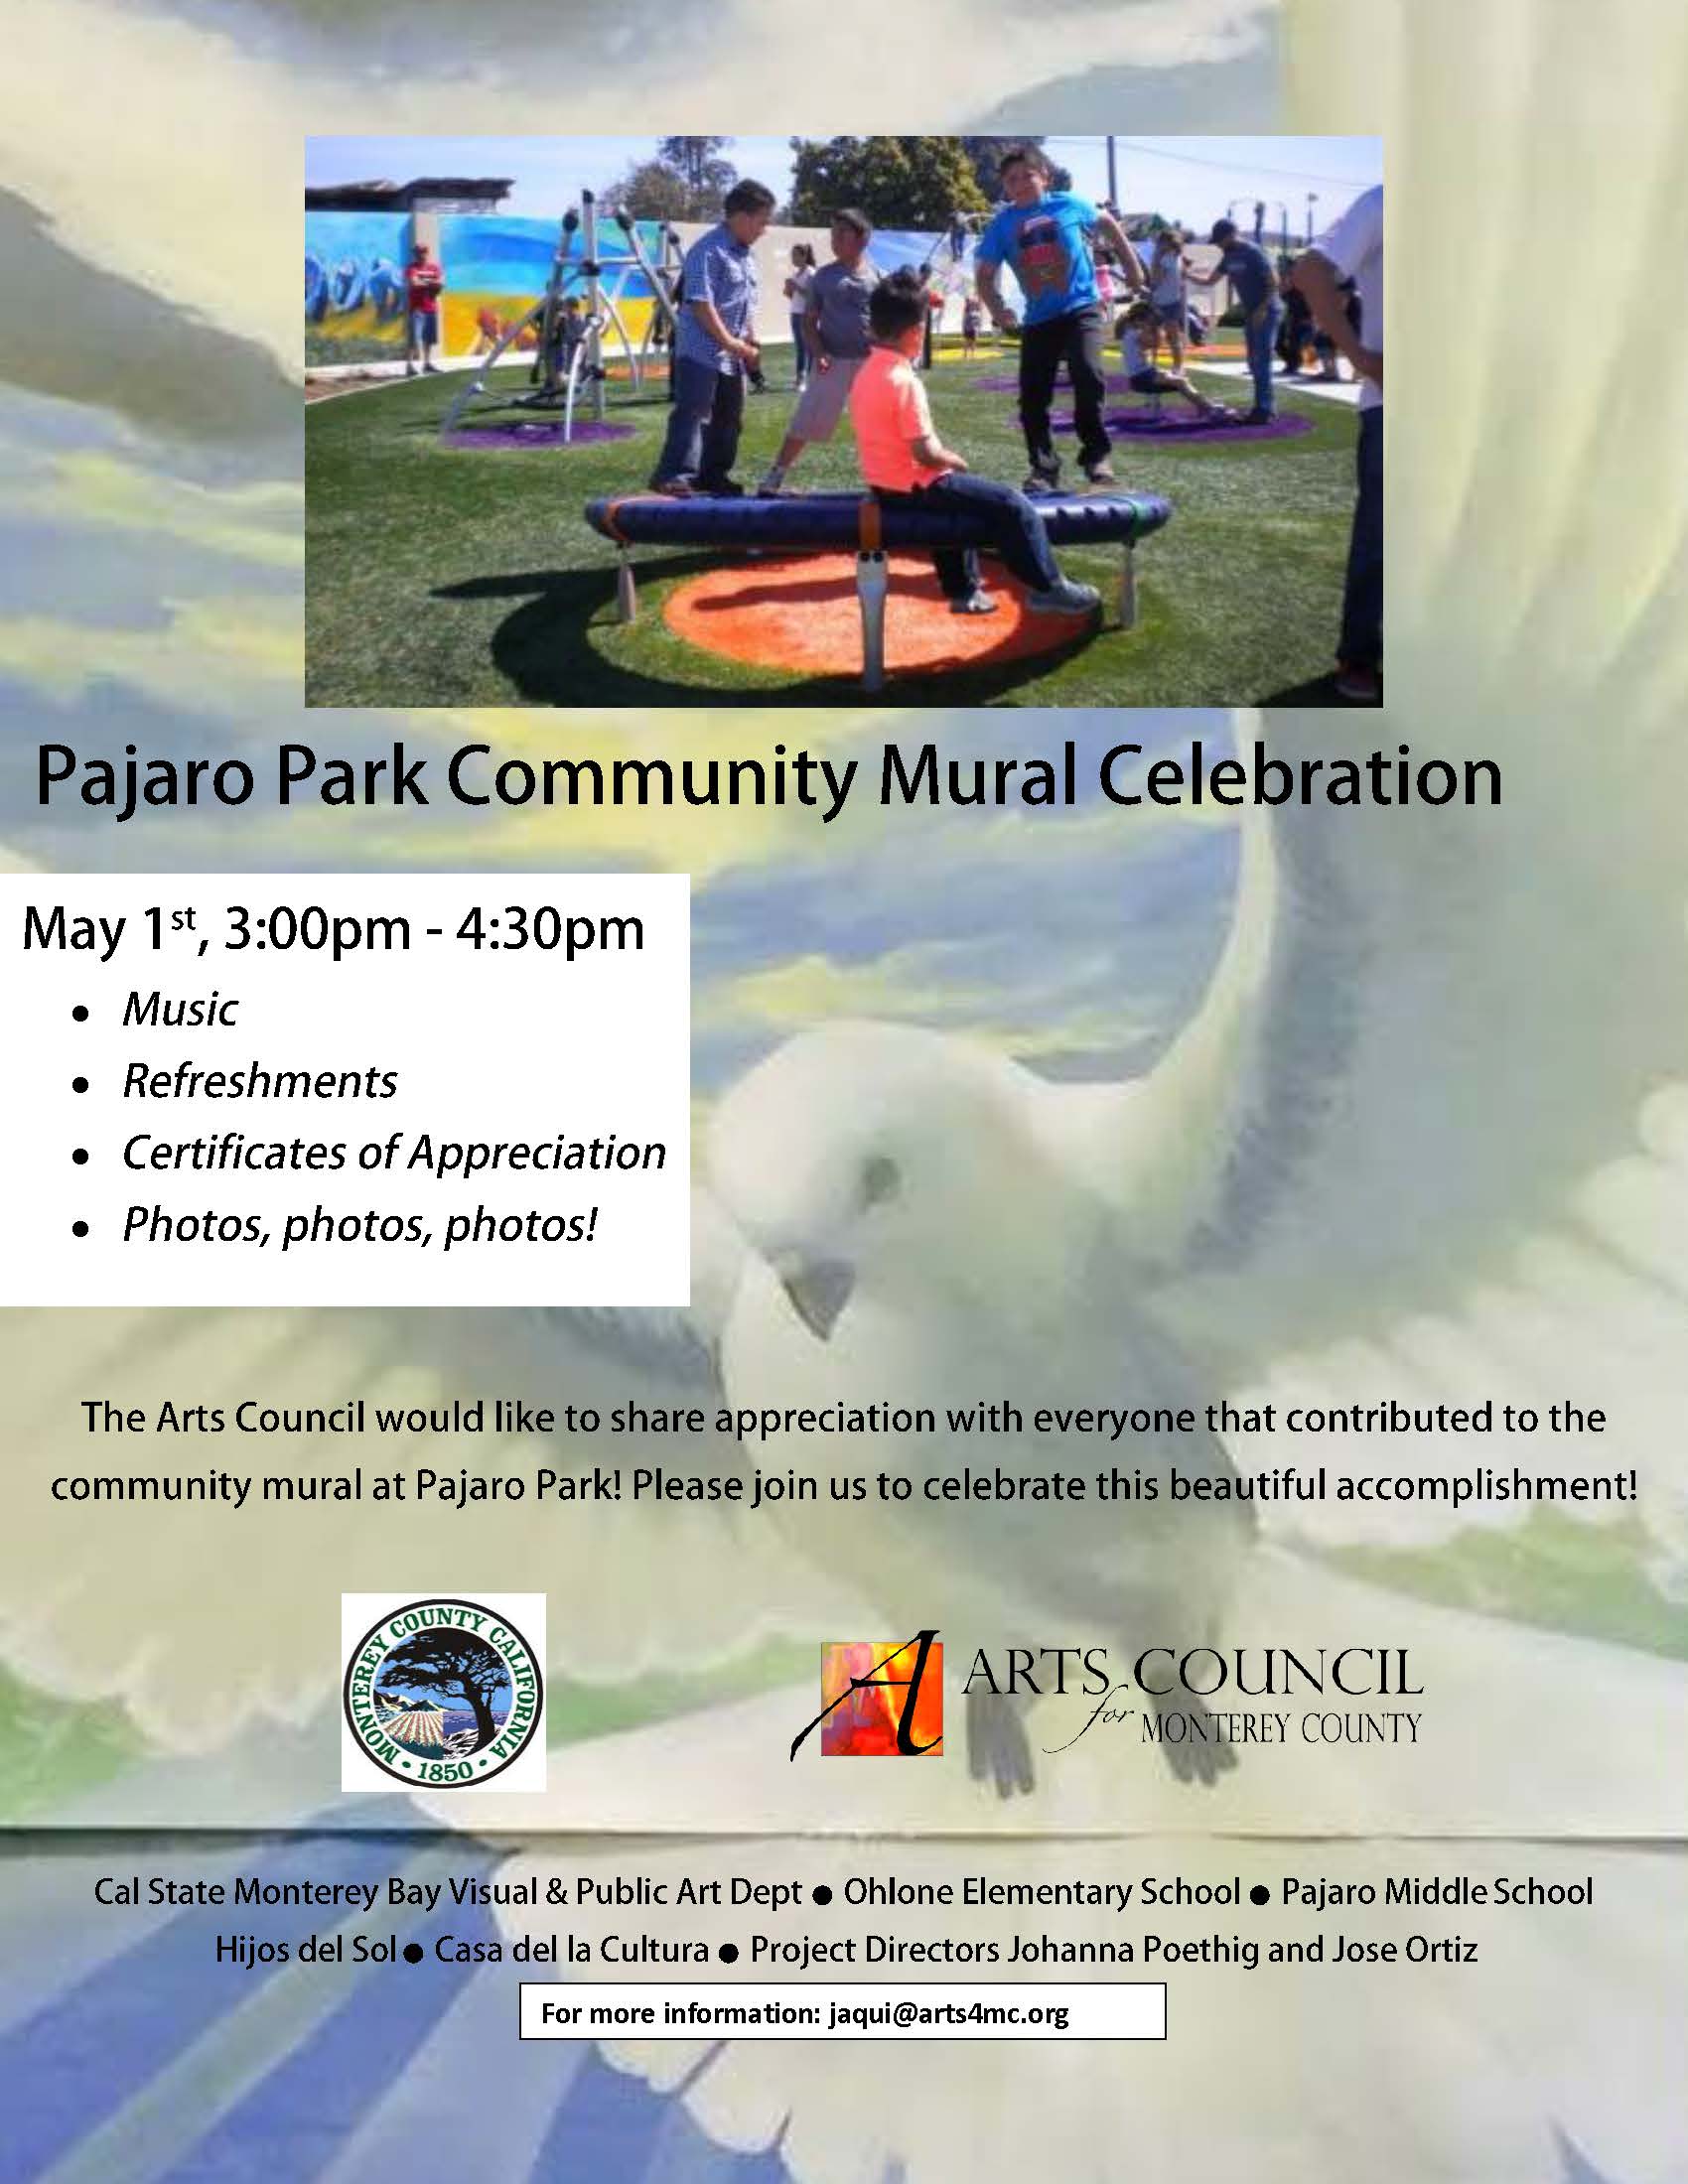 Pajaro Park Community Mural Celebration
May 1st, 3:00pm - 4:30pm
• Music
• Refreshments
• Certificates of Appreciation
• Photos, photos, photos!
The Arts Council would like to share appreciation with everyone that contributed to the
community mural at Pajaro Park! Please join us to celebrate this beautiful accomplishment!
MONTEREY COUNTY CALIFORNIA
• 1850 •
A ARTS COUNCIL
for MONTEREY COUNTY
Cal State Monterey Bay Visual & Public Art Dept ● Ohlone Elementary School ● Pajaro Middle School
Hijos del Sol ● Casa del la Cultura ● Project Directors Johanna Poethig and Jose Ortiz
For more information: jaqui@arts4mc.org